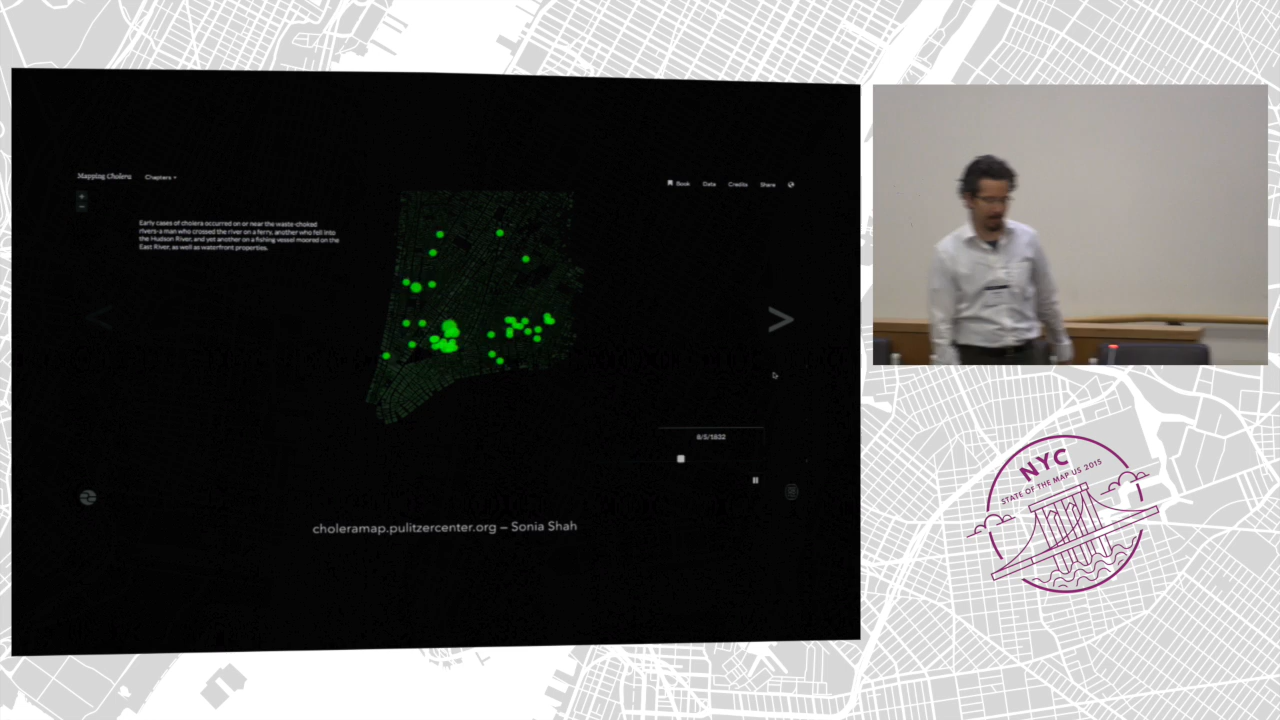 Mapping Cholera
Chapters
Book
Data
Credits
Share
Early cases of cholera occurred on or near the waste-choked
rivers-a man who crossed the river on a ferry, another who fell into
the Hudson River, and yet another on a fishing vessel moored on the
East River, as well as waterfront properties.
8/5/1832
choleramap.pulitzercenter.org – Sonia Shah
NYC
STATE OF THE MAP US 2015